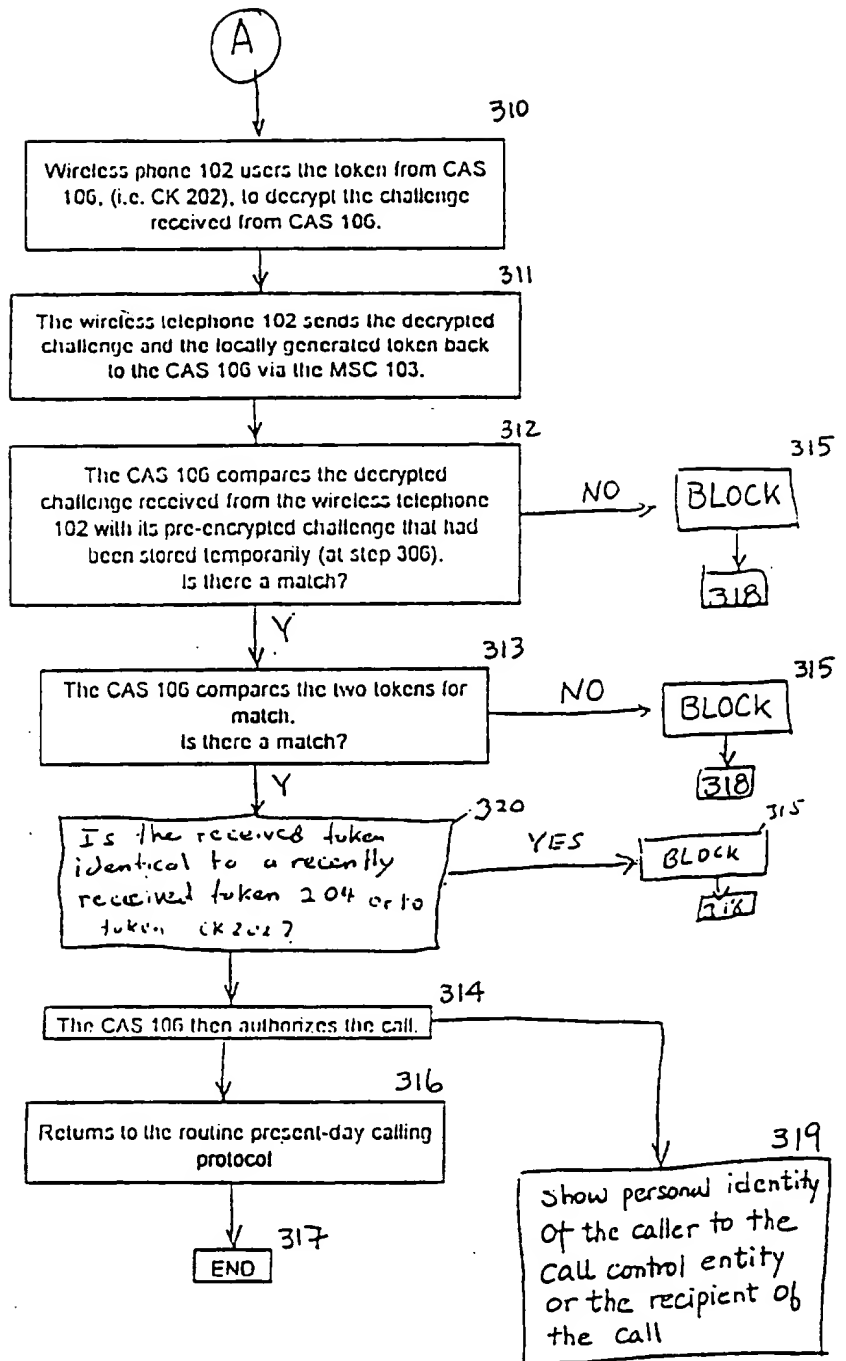 A
310
Wireless phone 102 users the token from CAS
106, (i.e. CK 202), to decrypt the challenge
received from CAS 106.
311
The wireless telephone 102 sends the decrypted
challenge and the locally generated token back
to the CAS 106 via the MSC 103.
312
The CAS 106 compares the decrypted
challenge received from the wireless telephone
102 with its pre-encrypted challenge that had
been stored temporarily (at step 306).
Is there a match?
NO
315
BLOCK
318
Y
313
The CAS 106 compares the two tokens for
match.
Is there a match?
NO
315
BLOCK
318
Y
320
Is the received token
identical to a recently
received token 204 or to
token CK202?
YES
315
BLOCK
318
314
The CAS 106 then authorizes the call.
316
Returns to the routine present-day calling
protocol
317
END
319
Show personal identity
of the caller to the
call control entity
or the recipient of
the call